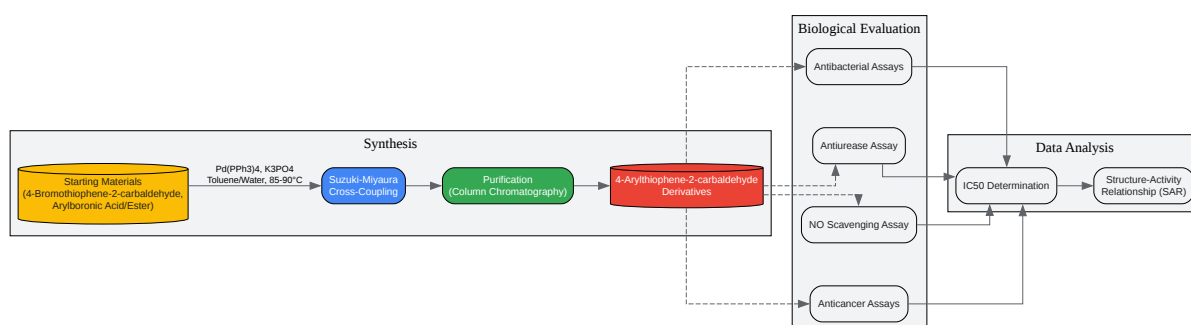 Biological Evaluation
Antibacterial Assays
Synthesis
Starting Materials
(4-Bromothiophene-2-carbaldehyde,
Arylboronic Acid/Ester)
Pd(PPh3)4, K3PO4
Toluene/Water, 85-90°C
Suzuki-Miyaura
Cross-Coupling
Purification
(Column Chromatography)
4-Arylthiophene-2-carbaldehyde
Derivatives
Antiurease Assay
NO Scavenging Assay
Anticancer Assays
Data Analysis
IC50 Determination
Structure-Activity
Relationship (SAR)